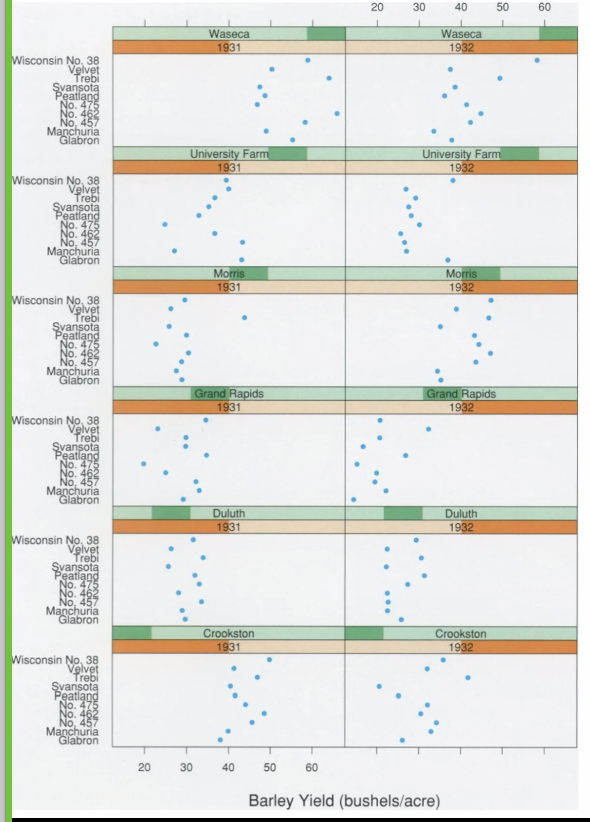 20 30 40 50 60
Waseca Waseca
1931 1932
Wisconsin No. 38
Velvet
Trebi
Svansota
Peatland
No. 475
No. 462
No. 457
Manchuria
Glabron
University Farm University Farm
1931 1932
Wisconsin No. 38
Velvet
Trebi
Svansota
Peatland
No. 475
No. 462
No. 457
Manchuria
Glabron
Morris Morris
1931 1932
Wisconsin No. 38
Velvet
Trebi
Svansota
Peatland
No. 475
No. 462
No. 457
Manchuria
Glabron
Grand Rapids Grand Rapids
1931 1932
Wisconsin No. 38
Velvet
Trebi
Svansota
Peatland
No. 475
No. 462
No. 457
Manchuria
Glabron
Duluth Duluth
1931 1932
Wisconsin No. 38
Velvet
Trebi
Svansota
Peatland
No. 475
No. 462
No. 457
Manchuria
Glabron
Crookston Crookston
1931 1932
Wisconsin No. 38
Velvet
Trebi
Svansota
Peatland
No. 475
No. 462
No. 457
Manchuria
Glabron
20 30 40 50 60
Barley Yield (bushels/acre)